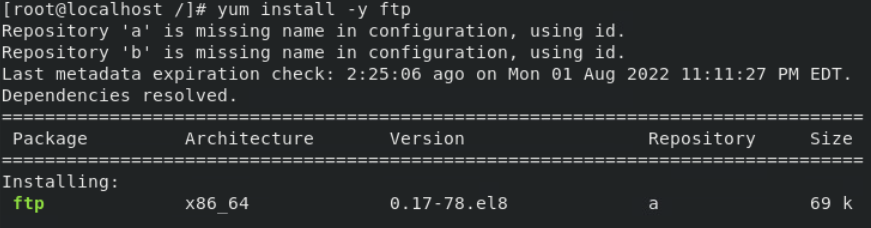 [root@localhost /]# yum install -y ftp
Repository 'a' is missing name in configuration, using id.
Repository 'b' is missing name in configuration, using id.
Last metadata expiration check: 2:25:06 ago on Mon 01 Aug 2022 11:11:27 PM EDT.
Dependencies resolved.
================================================================================
 Package         Architecture       Version                 Repository     Size
================================================================================
Installing:
 ftp             x86_64             0.17-78.el8             a              69 k